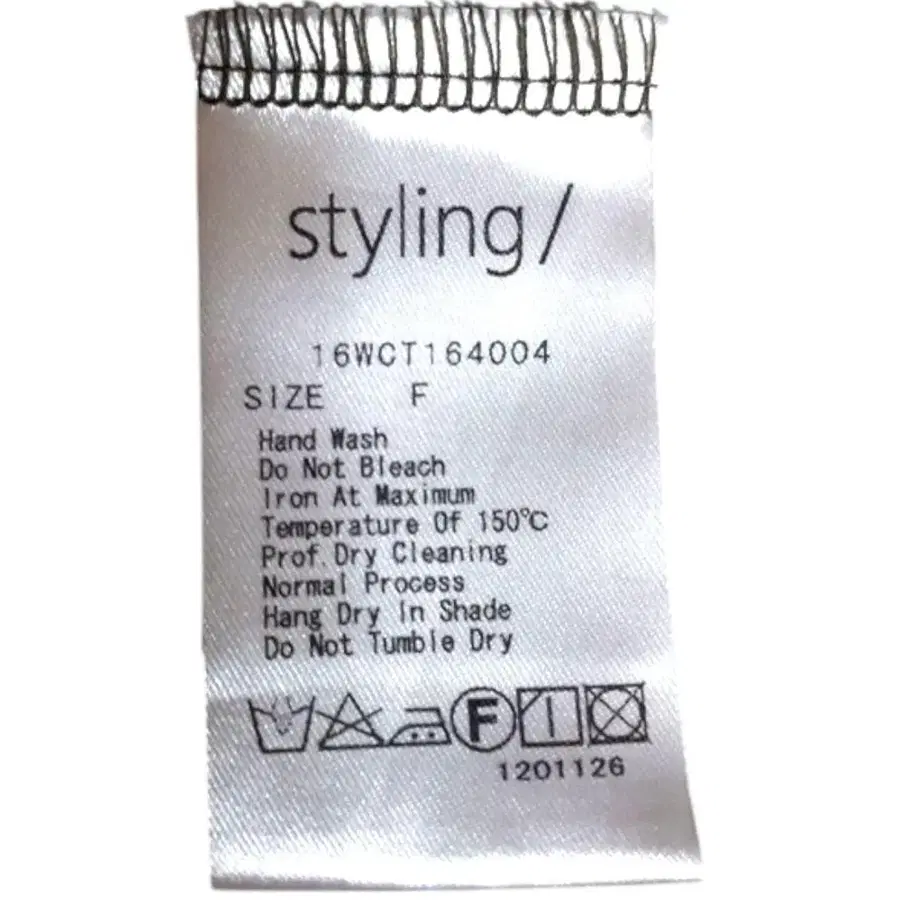 styling/
16WCT164004
SIZE F
Hand Wash
Do Not Bleach
Iron At Maximum
Temperature Of 150℃
Prof.Dry Cleaning
Normal Process
Hang Dry In Shade
Do Not Tumble Dry
F
1201126